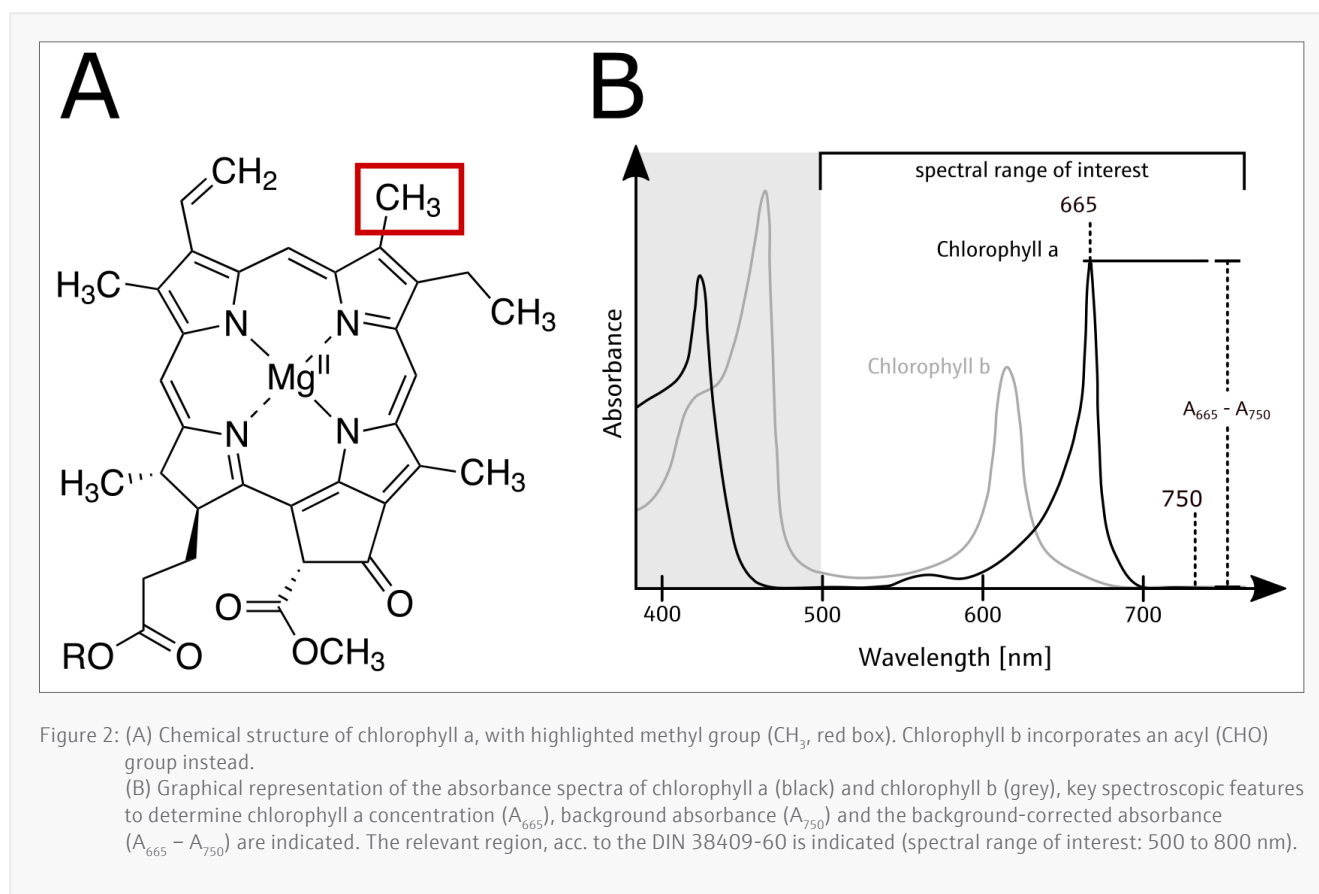 A
B
CH₂
CH₃
H₃C
CH₃
N
N
Mgᴵᴵ
N
N
H₃C
CH₃
O
O
RO
O
OCH₃
spectral range of interest
665
Chlorophyll a
Chlorophyll b
A₆₆₅ - A₇₅₀
750
Absorbance
400
500
600
700
Wavelength [nm]
Figure 2: (A) Chemical structure of chlorophyll a, with highlighted methyl group (CH₃, red box). Chlorophyll b incorporates an acyl (CHO)
group instead.
(B) Graphical representation of the absorbance spectra of chlorophyll a (black) and chlorophyll b (grey), key spectroscopic features
to determine chlorophyll a concentration (A₆₆₅), background absorbance (A₇₅₀) and the background-corrected absorbance
(A₆₆₅ – A₇₅₀) are indicated. The relevant region, acc. to the DIN 38409-60 is indicated (spectral range of interest: 500 to 800 nm).